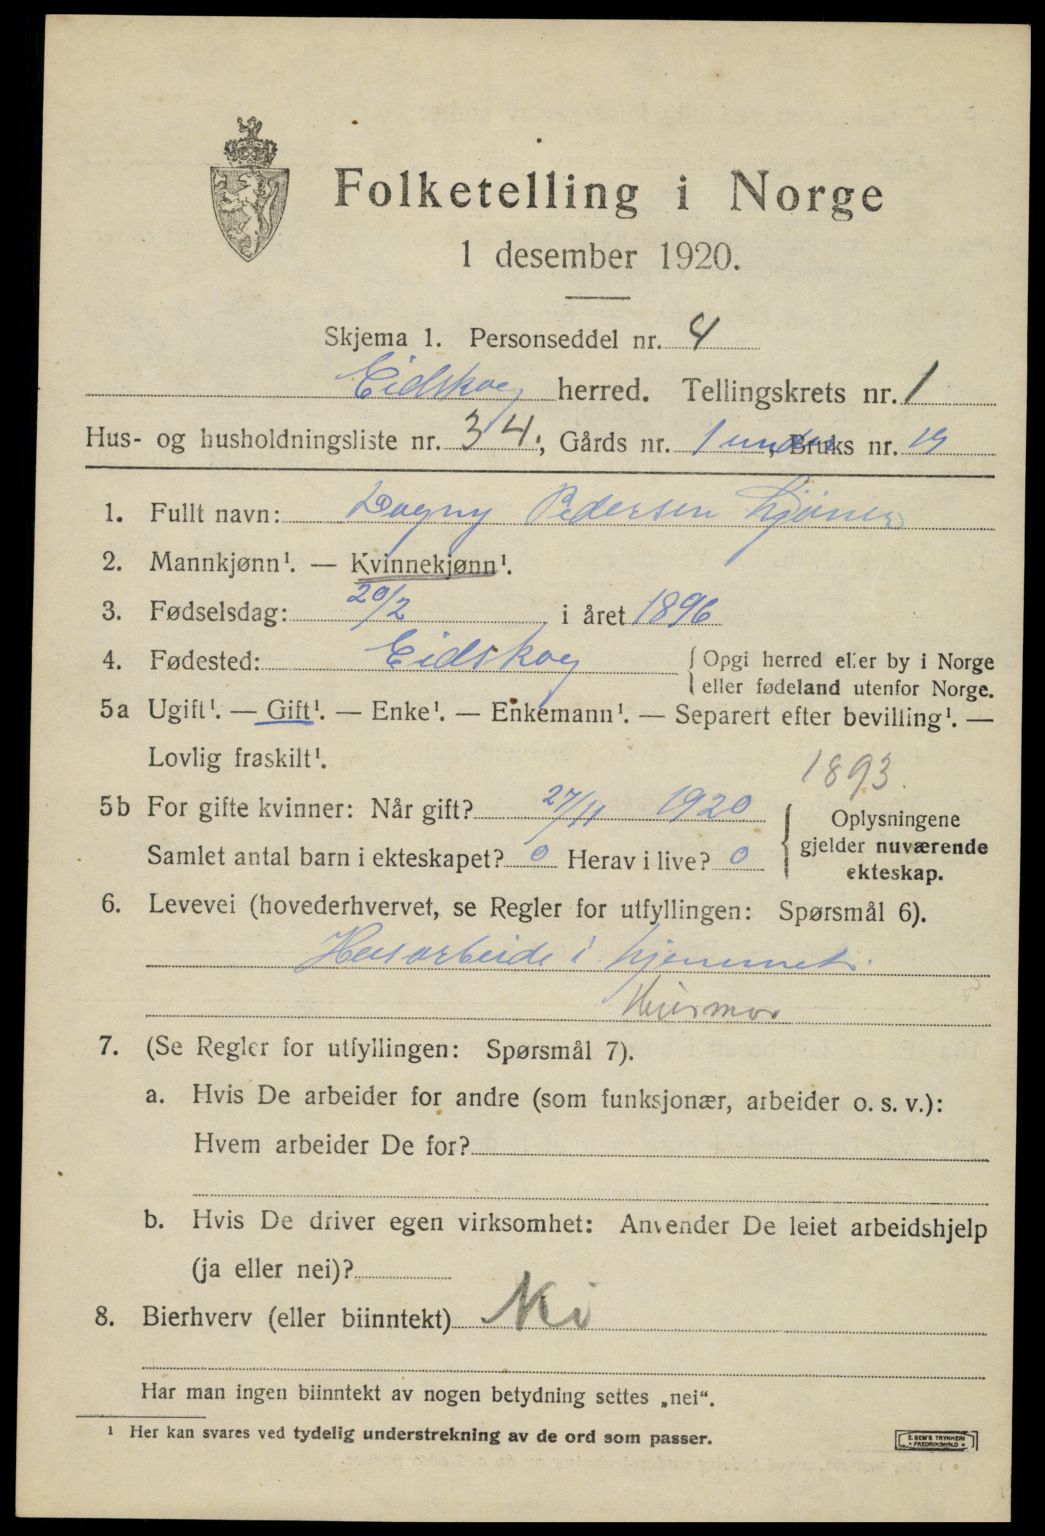 Folketelling i Norge
1 desember 1920.
Skjema 1. Personseddel nr. 4
Eidskog herred. Tellingskrets nr. 1
Hus- og husholdningsliste nr. 34, Gårds nr. 1 under, Bruks nr. 19
1. Fullt navn: Dagny Pedersen
2. Mannkjønn¹. — Kvinnekjønn¹.
3. Fødselsdag: 20/2 i året 1896
4. Fødested: Eidskog { Opgi herred eller by i Norge
eller fødeland utenfor Norge.
5a Ugift¹. — Gift¹. — Enke¹. — Enkemann¹. — Separert efter bevilling¹. —
Lovlig fraskilt¹.
1893.
5b For gifte kvinner: Når gift? 27/11 1920
Samlet antal barn i ekteskapet? 0 Herav i live? 0
{ Oplysningene
gjelder nuværende
ekteskap.
6. Levevei (hovederhvervet, se Regler for utfyllingen: Spørsmål 6).
Husarbeide i hjemmet.
Husmor
7. (Se Regler for utfyllingen: Spørsmål 7).
a. Hvis De arbeider for andre (som funksjonær, arbeider o. s. v.):
Hvem arbeider De for?
b. Hvis De driver egen virksomhet: Anvender De leiet arbeidshjelp
(ja eller nei)?
8. Bierhverv (eller biinntekt) Nei
Har man ingen biinntekt av nogen betydning settes „nei“.
¹ Her kan svares ved tydelig understrekning av de ord som passer.
E. SEM'S TRYKKERI
• FREDRIKSHALD •